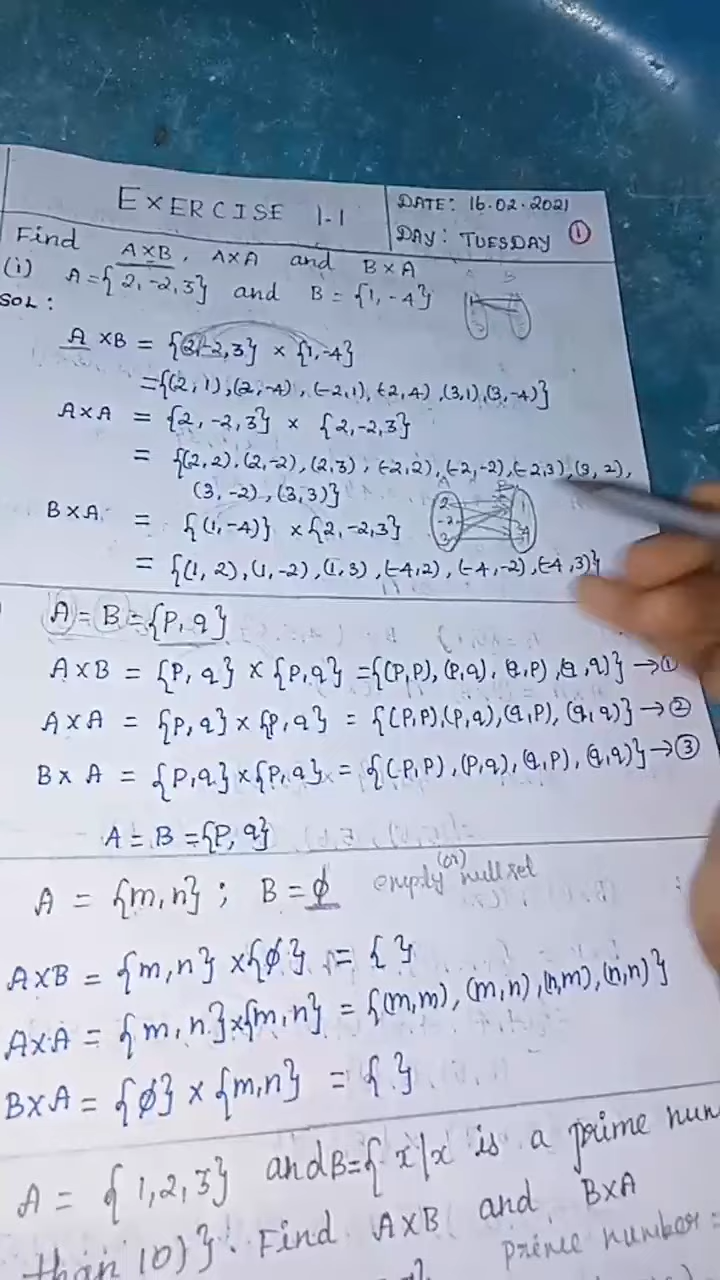 EXERCISE 1.1
DATE: 16.02.2021
DAY: TUESDAY ①
Find A×B, A×A and B×A
(i) A={2,-2,3} and B={1,-4}
SOL:
A×B = {2,-2,3} × {1,-4}
={(2,1),(2,-4),(-2,1),(-2,4),(3,1),(3,-4)}
A×A = {2,-2,3} × {2,-2,3}
= {(2,2),(2,-2),(2,3),(-2,2),(-2,-2),(-2,3),(3,2),
(3,-2),(3,3)}
B×A = {(1,-4)} × {2,-2,3}
= {(1,2),(1,-2),(1,3),(-4,2),(-4,-2),(-4,3)}
A=B={P,q}
A×B = {P,q} × {P,q} ={(P,P),(P,q),(q,P),(q,q)}→①
A×A = {P,q}×{P,q} = {(P,P),(P,q),(q,P),(q,q)}→②
B×A = {P,q}×{P,q} = {(P,P),(P,q),(q,P),(q,q)}→③
A=B={P,q}
A = {m,n}; B=ϕ empty (or) nullset
A×B = {m,n} ×{ϕ} = { }
A×A = {m,n}×{m,n} = {(m,m),(m,n),(n,m),(n,n)}
B×A = {ϕ} × {m,n} = { }
A = {1,2,3} and B={x/x is a prime num
than 10)}. Find A×B and B×A
prime number =